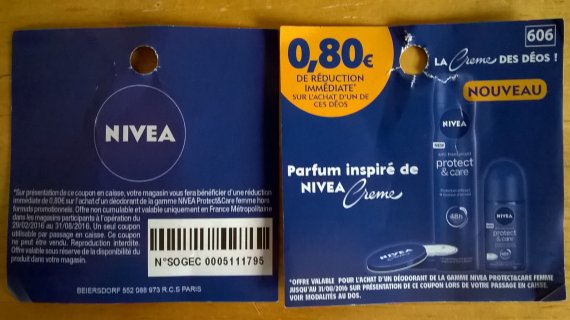 NIVEA
*Sur présentation de ce coupon en caisse, votre magasin vous fera bénéficier d'une réduction
immédiate de 0,80€ sur l'achat d'un déodorant de la gamme NIVEA Protect&Care femme hors
formats promotionnels. Offre non cumulable et valable uniquement en France Métropolitaine
dans les magasins participants à l'opération du
29/02/2016 au 31/08/2016. Un seul coupon
utilisable par passage en caisse. Ce coupon
ne peut être vendu. Reproduction interdite.
Offre valable sous réserve de la disponibilité du
produit dans votre magasin.
N°SOGEC 0005111795
BEIERSDORF 552 088 973 R.C.S PARIS
606
0,80€
DE RÉDUCTION
IMMÉDIATE*
SUR L'ACHAT D'UN DE
CES DÉOS
LA Creme DES DÉOS !
NOUVEAU
Parfum inspiré de
NIVEA Creme
NIVEA
NEW
anti-transpirant
protect
& care
48h
NIVEA
protect
& care
NIVEA
*OFFRE VALABLE POUR L'ACHAT D'UN DÉODORANT DE LA GAMME NIVEA PROTECT&CARE FEMME
JUSQU'AU 31/08/2016 SUR PRÉSENTATION DE CE COUPON LORS DE VOTRE PASSAGE EN CAISSE.
VOIR MODALITÉS AU DOS.